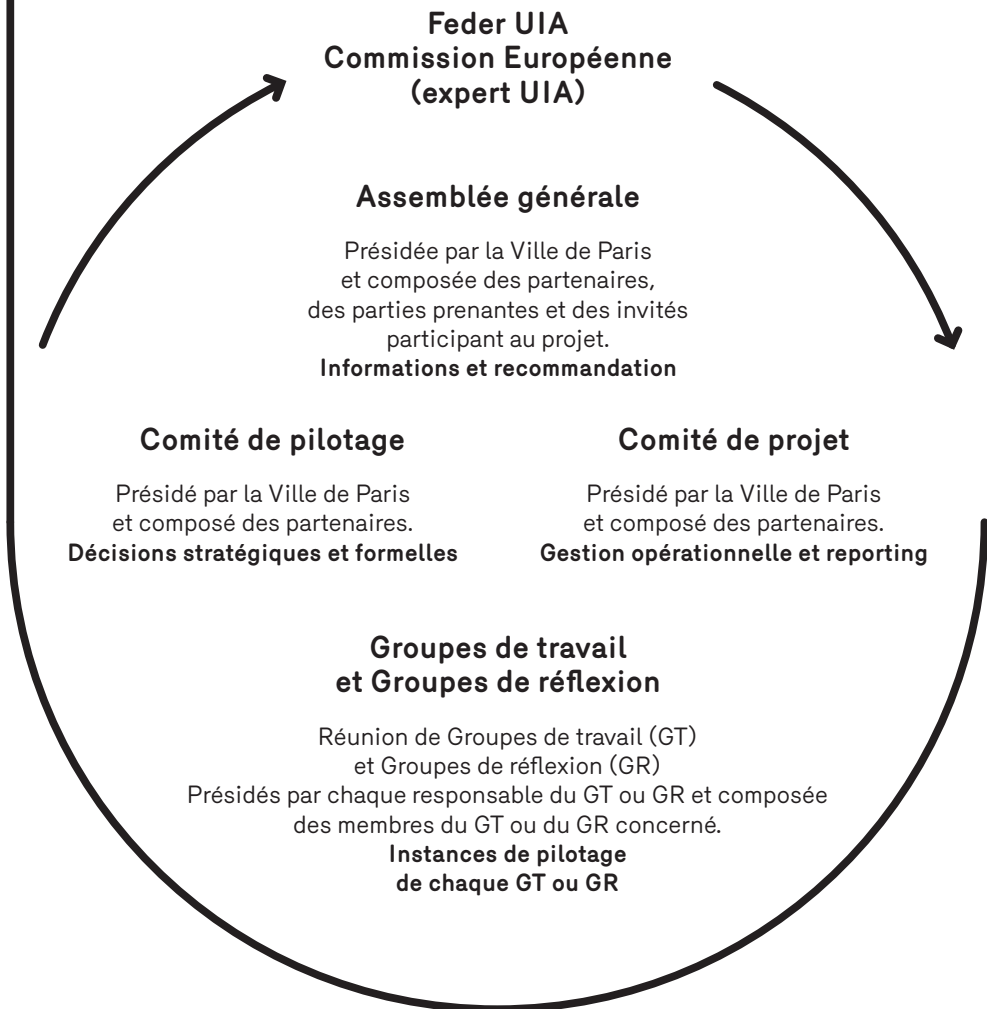 Feder UIA
Commission Européenne
(expert UIA)
Assemblée générale
Présidée par la Ville de Paris
et composée des partenaires,
des parties prenantes et des invités
participant au projet.
Informations et recommandation
Comité de pilotage
Présidé par la Ville de Paris
et composé des partenaires.
Décisions stratégiques et formelles
Comité de projet
Présidé par la Ville de Paris
et composé des partenaires.
Gestion opérationnelle et reporting
Groupes de travail
et Groupes de réflexion
Réunion de Groupes de travail (GT)
et Groupes de réflexion (GR)
Présidés par chaque responsable du GT ou GR et composée
des membres du GT ou du GR concerné.
Instances de pilotage
de chaque GT ou GR